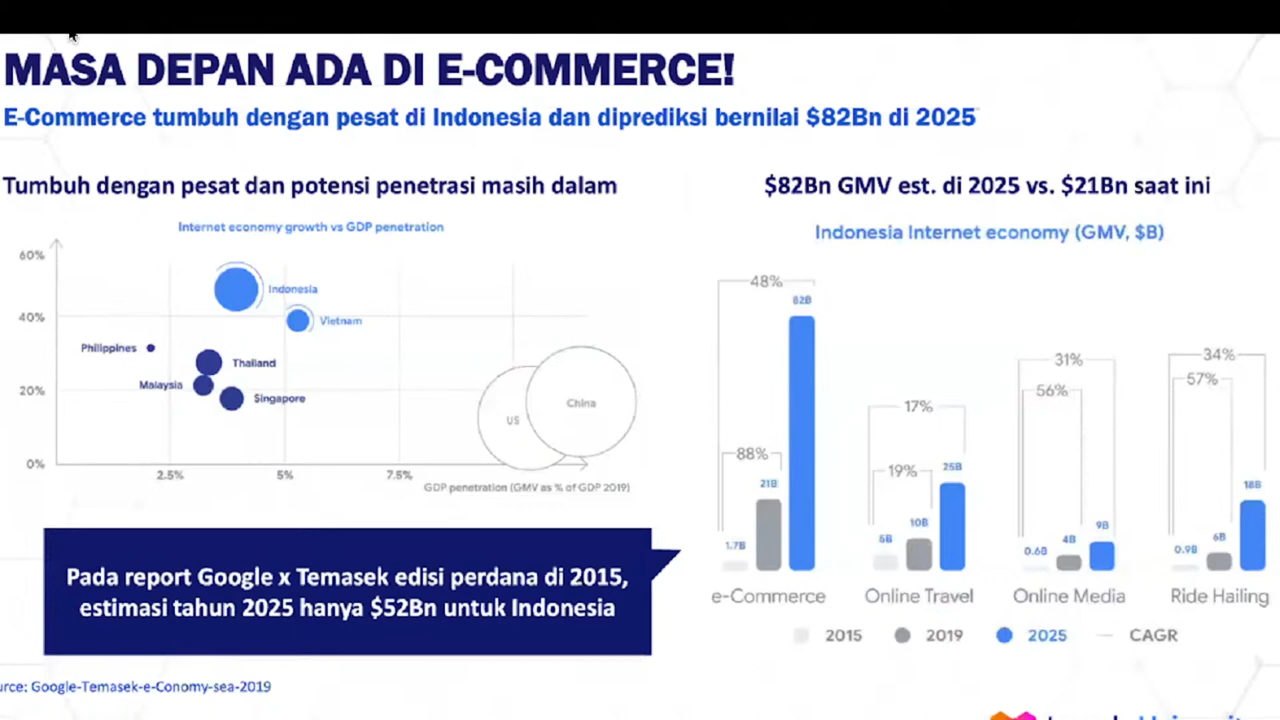 MASA DEPAN ADA DI E-COMMERCE!
E-Commerce tumbuh dengan pesat di Indonesia dan diprediksi bernilai $82Bn di 2025
Tumbuh dengan pesat dan potensi penetrasi masih dalam
Internet economy growth vs GDP penetration
60%
40%
20%
0%
Indonesia
Vietnam
Philippines
Thailand
Malaysia
Singapore
US
China
2.5%
5%
7.5%
GDP penetration (GMV as % of GDP 2019)
Pada report Google x Temasek edisi perdana di 2015,
estimasi tahun 2025 hanya $52Bn untuk Indonesia
$82Bn GMV est. di 2025 vs. $21Bn saat ini
Indonesia Internet economy (GMV, $B)
48%
82B
88%
21B
1.7B
e-Commerce
17%
19%
25B
10B
5B
Online Travel
31%
56%
9B
4B
0.6B
Online Media
34%
57%
18B
6B
0.9B
Ride Hailing
2015
2019
2025
CAGR
urce: Google-Temasek-e-Conomy-sea-2019